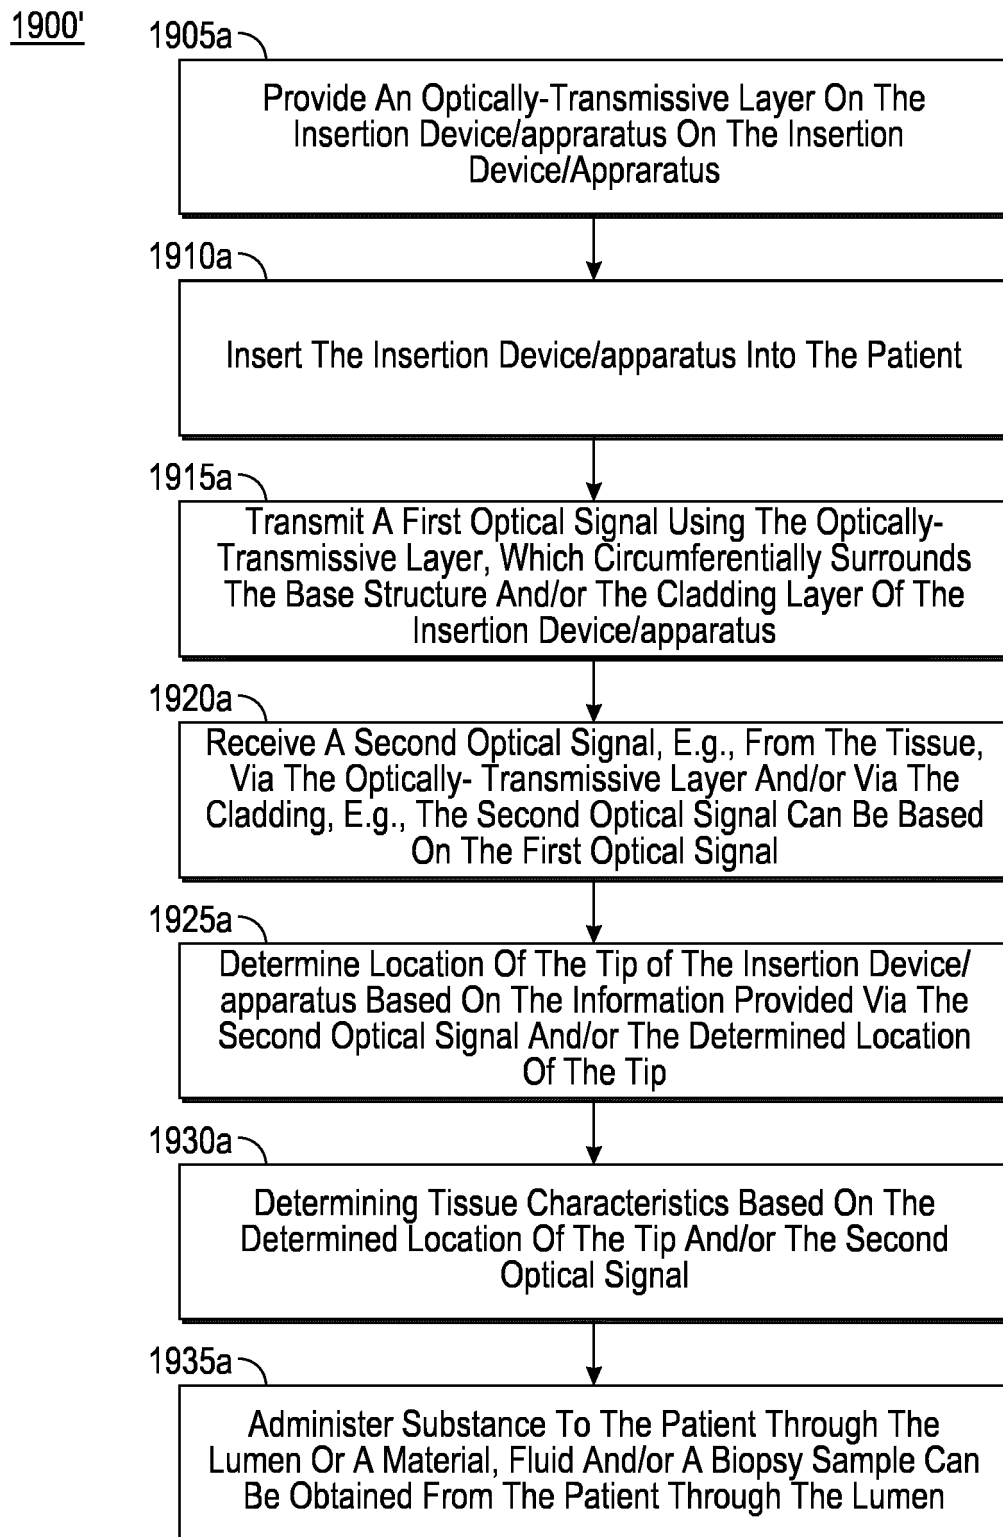 1900'
1905a
Provide An Optically-Transmissive Layer On The
Insertion Device/appraratus On The Insertion
Device/Appraratus
1910a
Insert The Insertion Device/apparatus Into The Patient
1915a
Transmit A First Optical Signal Using The Optically-
Transmissive Layer, Which Circumferentially Surrounds
The Base Structure And/or The Cladding Layer Of The
Insertion Device/apparatus
1920a
Receive A Second Optical Signal, E.g., From The Tissue,
Via The Optically- Transmissive Layer And/or Via The
Cladding, E.g., The Second Optical Signal Can Be Based
On The First Optical Signal
1925a
Determine Location Of The Tip of The Insertion Device/
apparatus Based On The Information Provided Via The
Second Optical Signal And/or The Determined Location
Of The Tip
1930a
Determining Tissue Characteristics Based On The
Determined Location Of The Tip And/or The Second
Optical Signal
1935a
Administer Substance To The Patient Through The
Lumen Or A Material, Fluid And/or A Biopsy Sample Can
Be Obtained From The Patient Through The Lumen